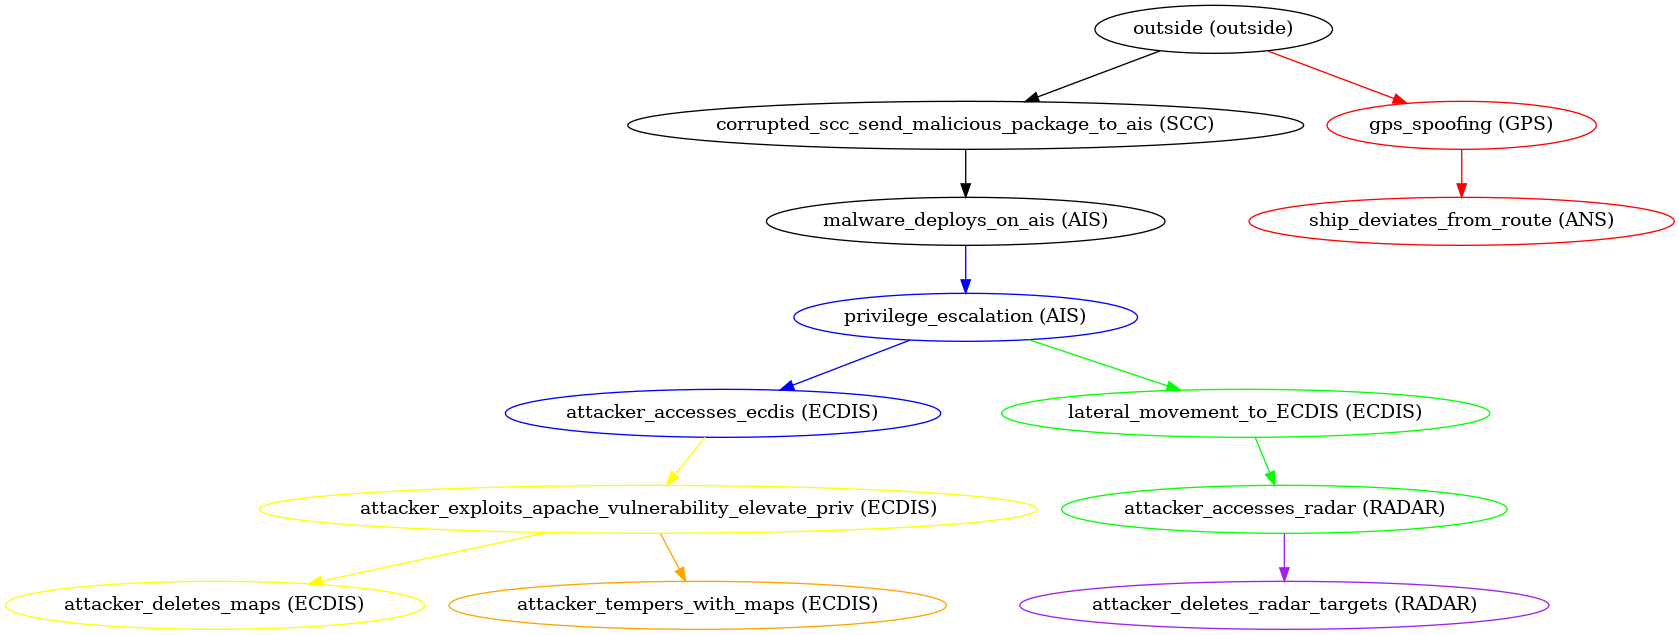 outside (outside)
corrupted_scc_send_malicious_package_to_ais (SCC)
gps_spoofing (GPS)
malware_deploys_on_ais (AIS)
ship_deviates_from_route (ANS)
privilege_escalation (AIS)
attacker_accesses_ecdis (ECDIS)
lateral_movement_to_ECDIS (ECDIS)
attacker_exploits_apache_vulnerability_elevate_priv (ECDIS)
attacker_accesses_radar (RADAR)
attacker_deletes_maps (ECDIS)
attacker_tempers_with_maps (ECDIS)
attacker_deletes_radar_targets (RADAR)